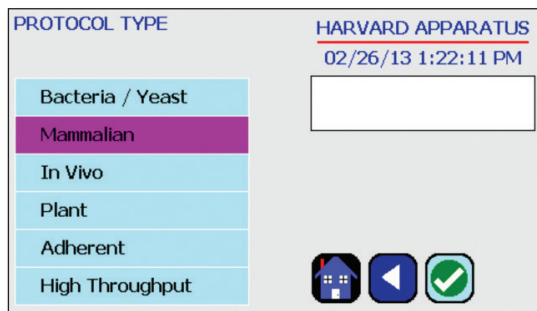 PROTOCOL TYPE
HARVARD APPARATUS
02/26/13 1:22:11 PM
Bacteria / Yeast
Mammalian
In Vivo
Plant
Adherent
High Throughput